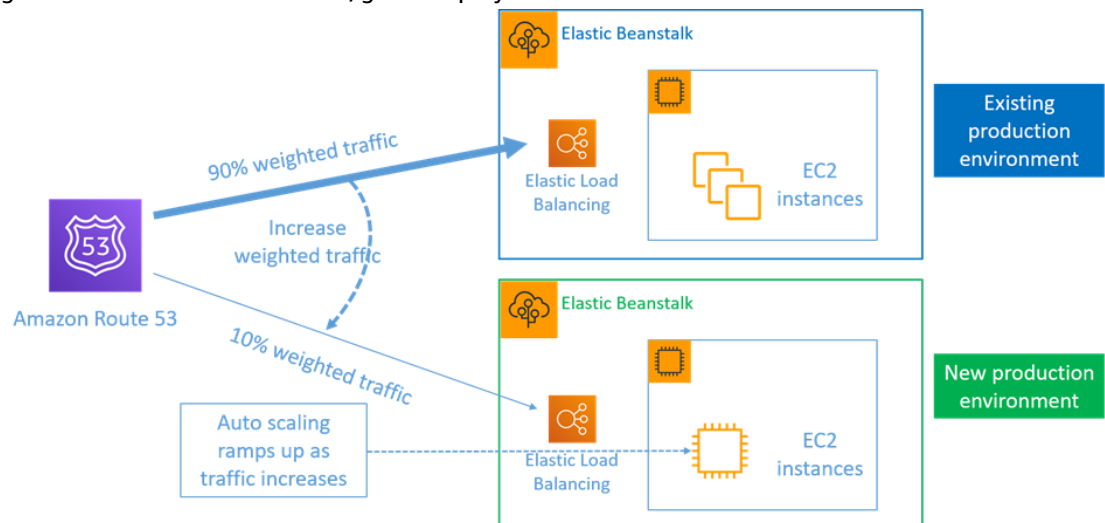 Elastic Beanstalk
90% weighted traffic
Elastic Load
Balancing
EC2
instances
Existing
production
environment
Increase
weighted traffic
53
Amazon Route 53
10% weighted traffic
Elastic Beanstalk
Auto scaling
ramps up as
traffic increases
Elastic Load
Balancing
EC2
instances
New production
environment